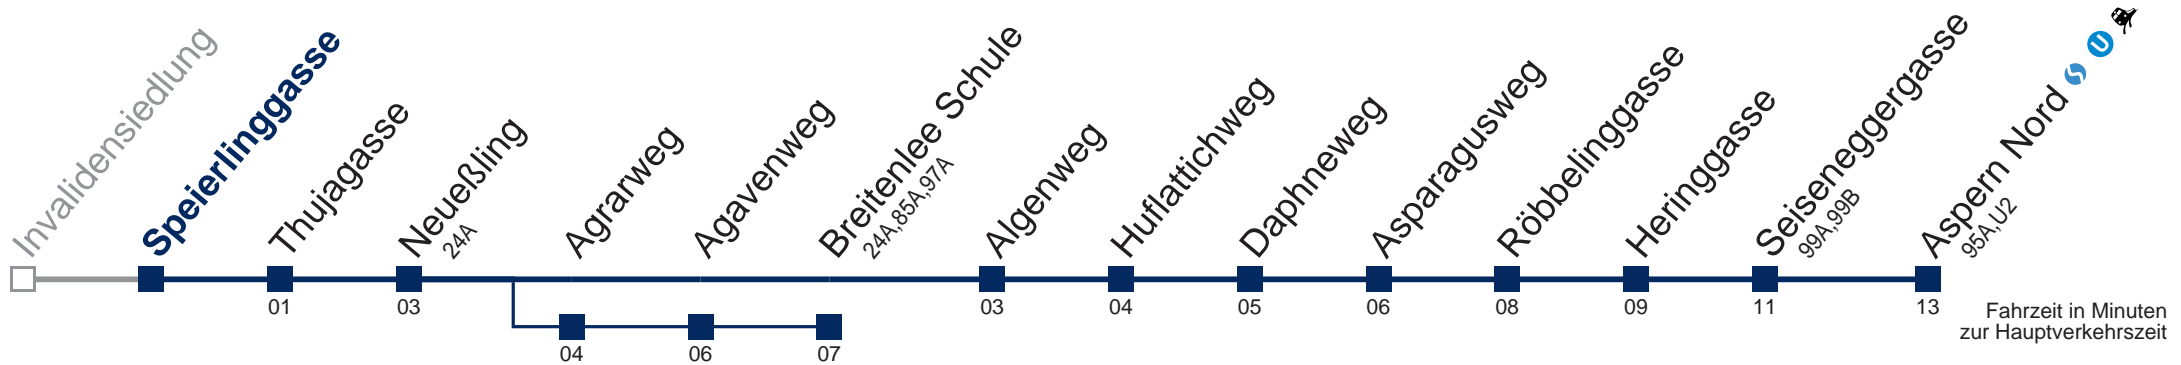 Invalidensiedlung
Speierlinggasse
Thujagasse
Neueßling
24A
Agrarweg
Agavenweg
Breitenlee Schule
24A,85A,97A
Algenweg
Huflattichweg
Daphneweg
Asparagusweg
Röbbelinggasse
Heringgasse
Seiseneggergasse
99A,99B
Aspern Nord
95A,U2
S
U
01
03
03
04
05
06
08
09
11
13
04
06
07
Fahrzeit in Minuten
zur Hauptverkehrszeit